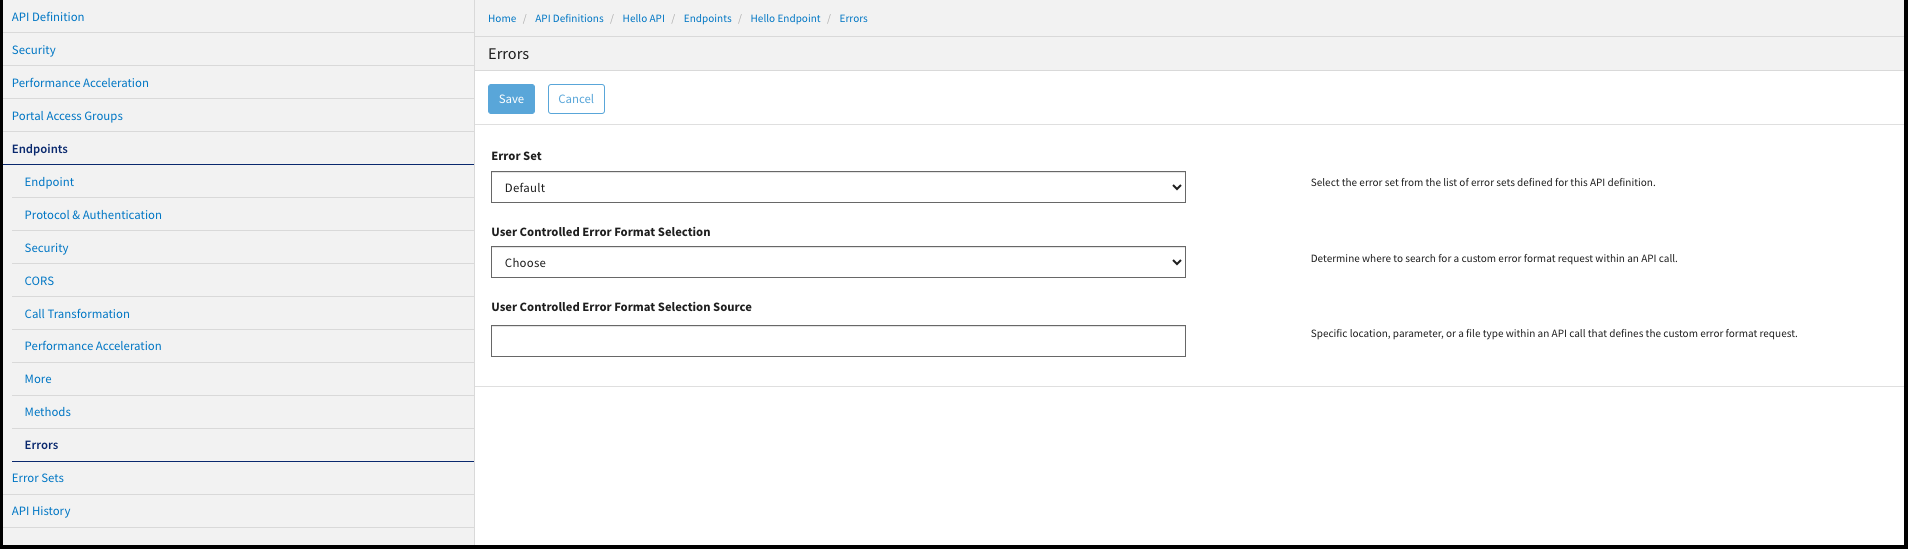 API Definition
Security
Performance Acceleration
Portal Access Groups
Endpoints
Endpoint
Protocol & Authentication
Security
CORS
Call Transformation
Performance Acceleration
More
Methods
Errors
Error Sets
API History
Home / API Definitions / Hello API / Endpoints / Hello Endpoint / Errors
Errors
Save Cancel
Error Set
Default
Select the error set from the list of error sets defined for this API definition.
User Controlled Error Format Selection
Choose
Determine where to search for a custom error format request within an API call.
User Controlled Error Format Selection Source
Specific location, parameter, or a file type within an API call that defines the custom error format request.